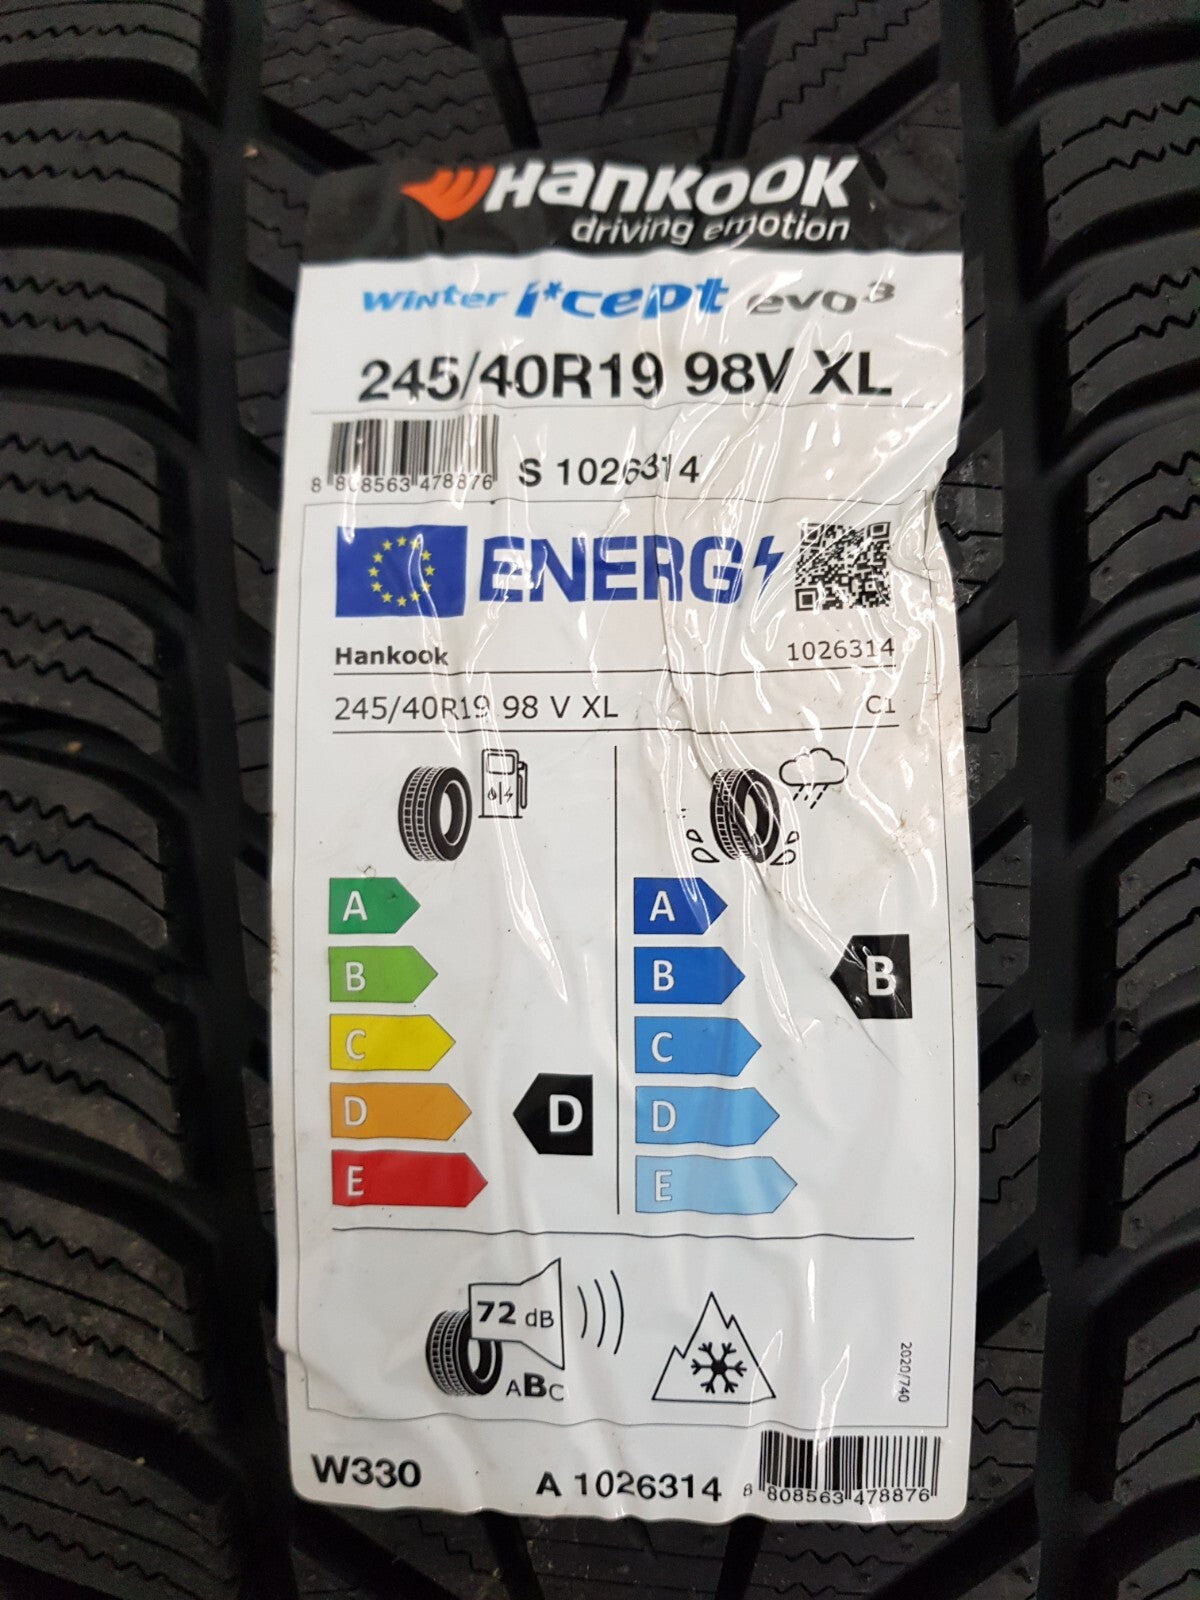 Hankook
driving emotion
Winter i*cept evo3
245/40R19 98V XL
8 808563 478876 S 1026314
ENERG
Hankook 1026314
245/40R19 98 V XL C1
A A
B B B
C C
D D D
E E
72 dB
ABC
2020/740
W330 A 1026314 8 808563 478876